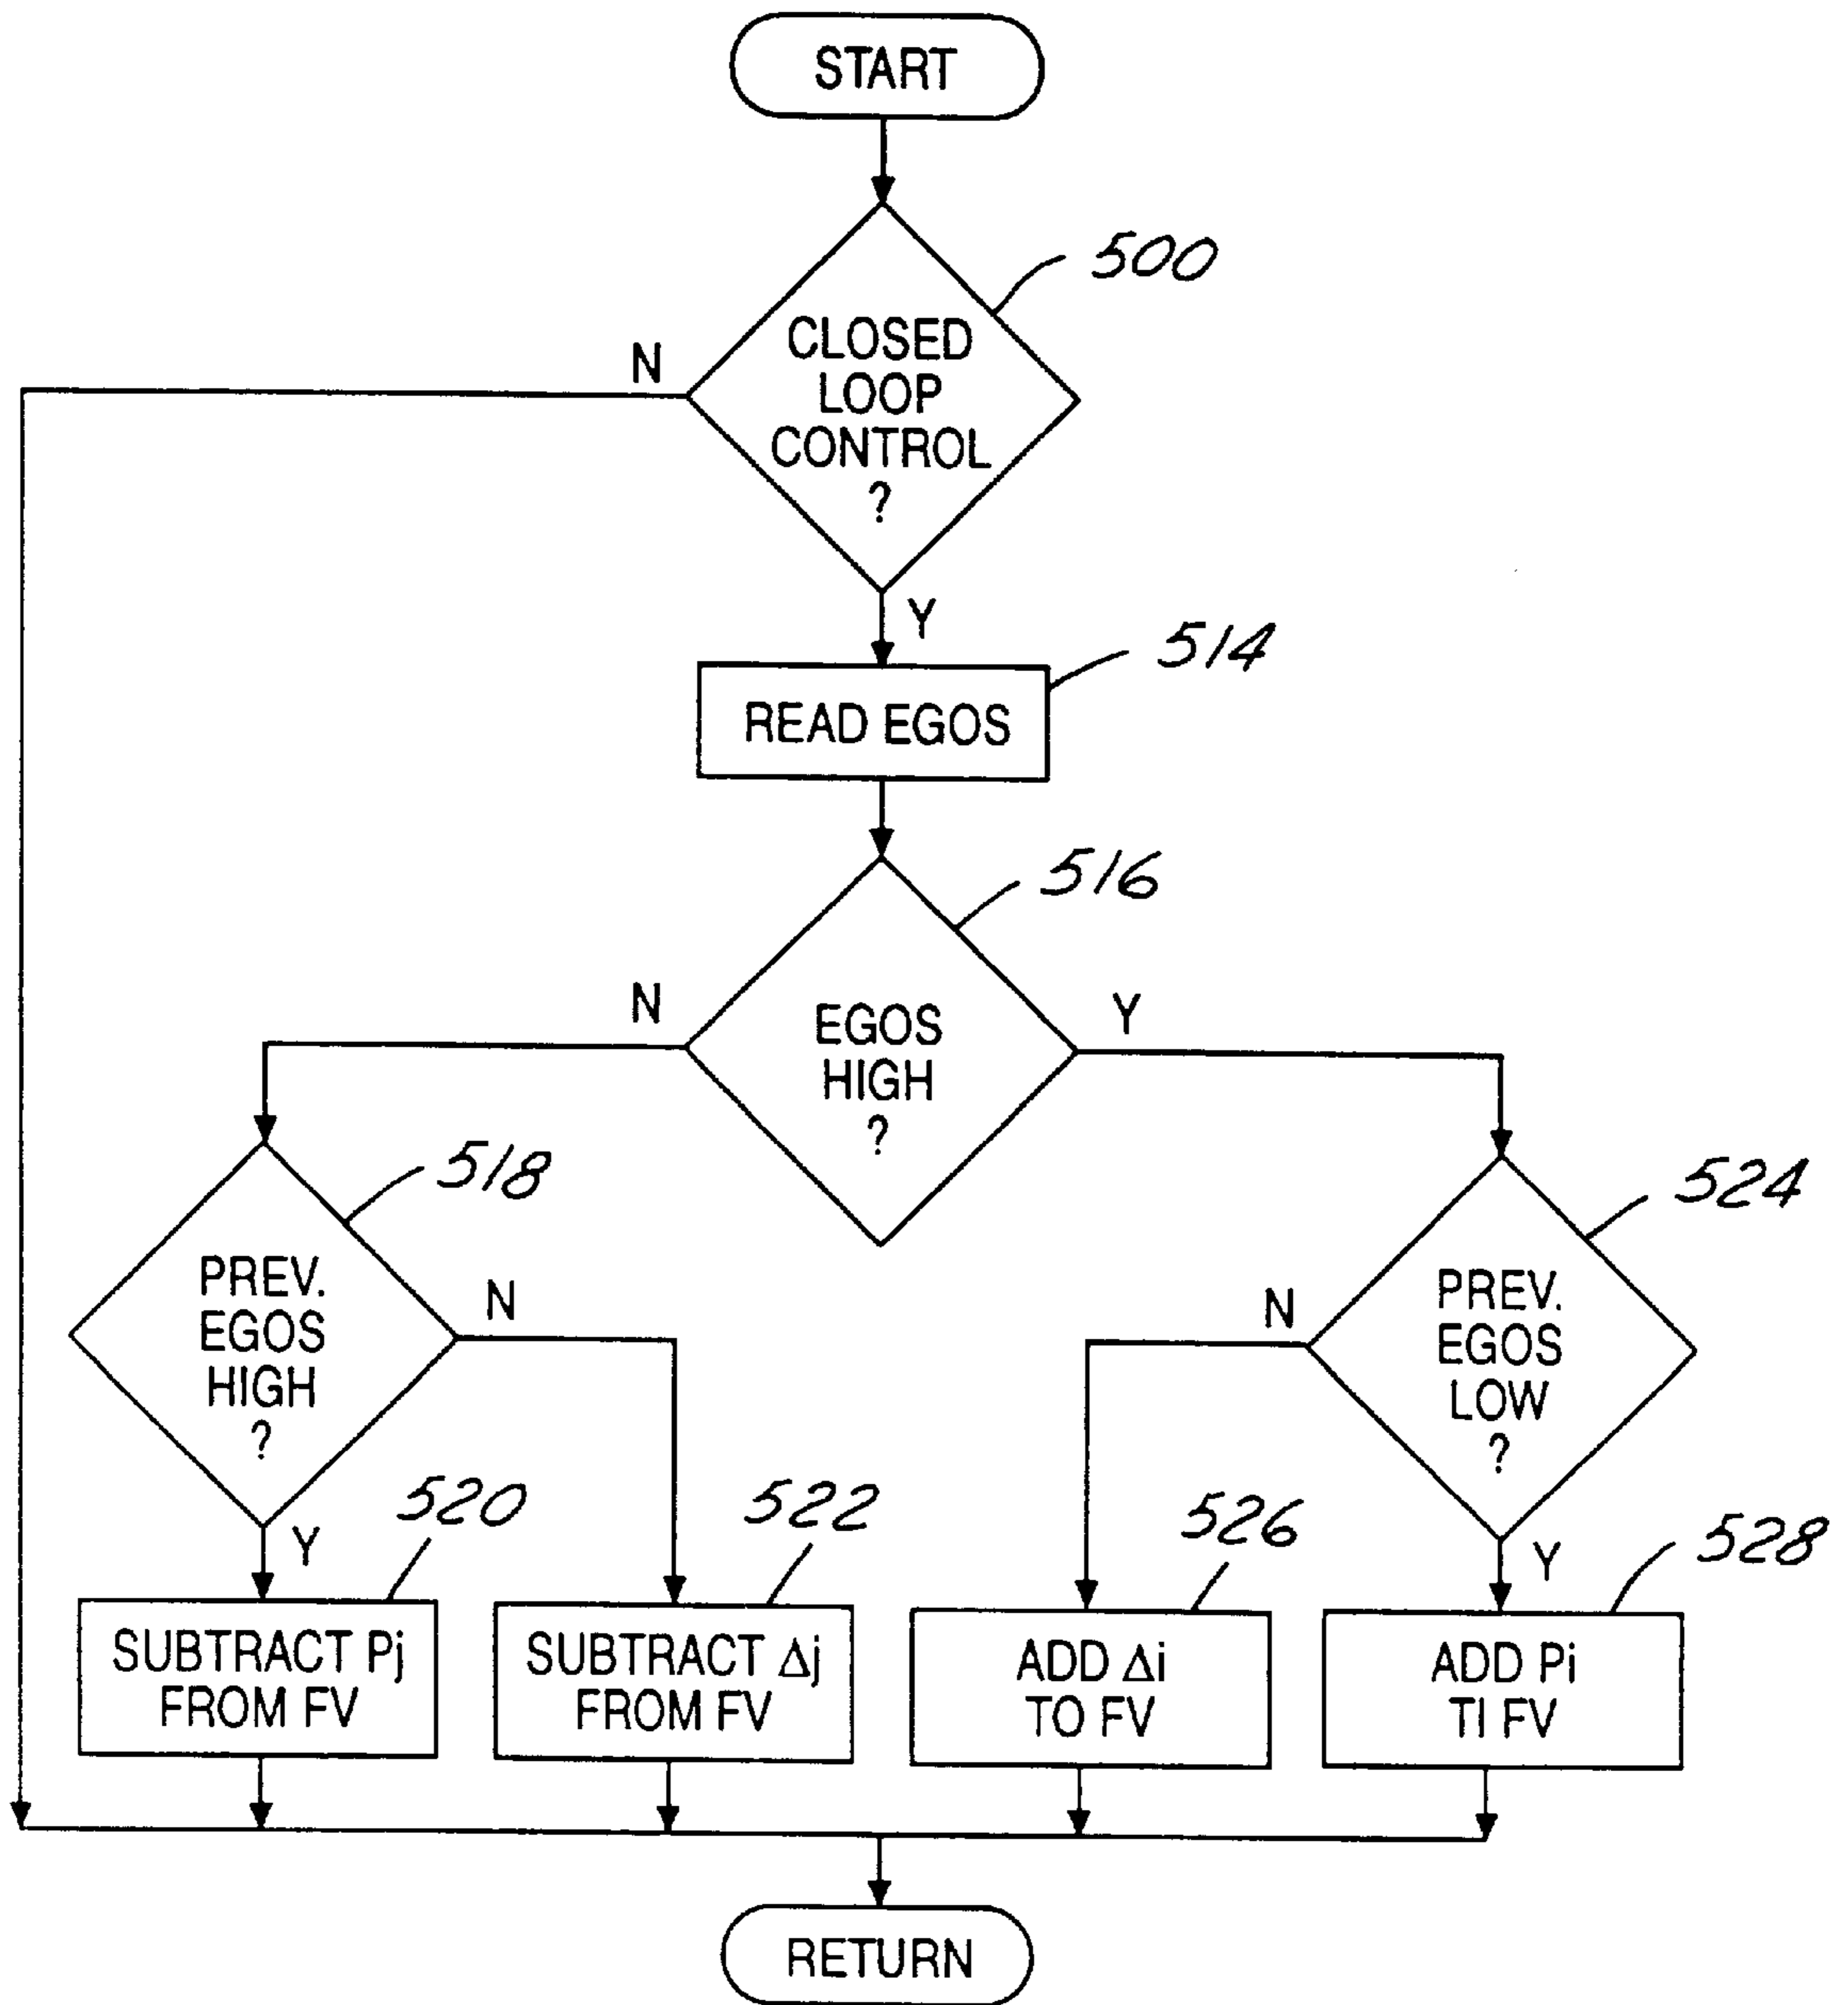 START
500
CLOSED
LOOP
CONTROL
?
N
Y
514
READ EGOS
516
EGOS
HIGH
?
N
Y
518
PREV.
EGOS
HIGH
?
N
Y
524
PREV.
EGOS
LOW
?
N
Y
520
SUBTRACT Pj
FROM FV
522
SUBTRACT Δj
FROM FV
526
ADD Δi
TO FV
528
ADD Pi
TI FV
RETURN